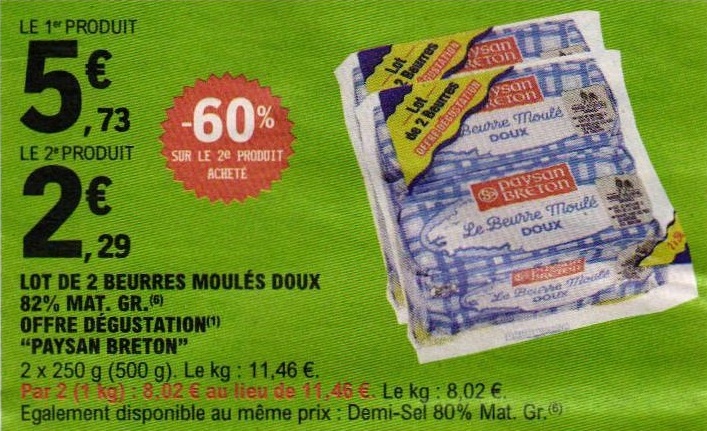 LE 1er PRODUIT
5€,73
-60%
SUR LE 2e PRODUIT
ACHETÉ
LE 2e PRODUIT
2€,29
LOT DE 2 BEURRES MOULÉS DOUX
82% MAT. GR.(6)
OFFRE DÉGUSTATION(1)
“PAYSAN BRETON”
2 x 250 g (500 g). Le kg : 11,46 €.
Par 2 (1 kg) : 8,02 € au lieu de 11,46 €. Le kg : 8,02 €.
Egalement disponible au même prix : Demi-Sel 80% Mat. Gr.(6)
Lot
2 Beurres
Lot
de 2 Beurres
OFFRE DÉGUSTATION
Beurre Moulé
DOUX
paysan
BRETON
Le Beurre Moulé
DOUX
Le Beurre Moulé
DOUX